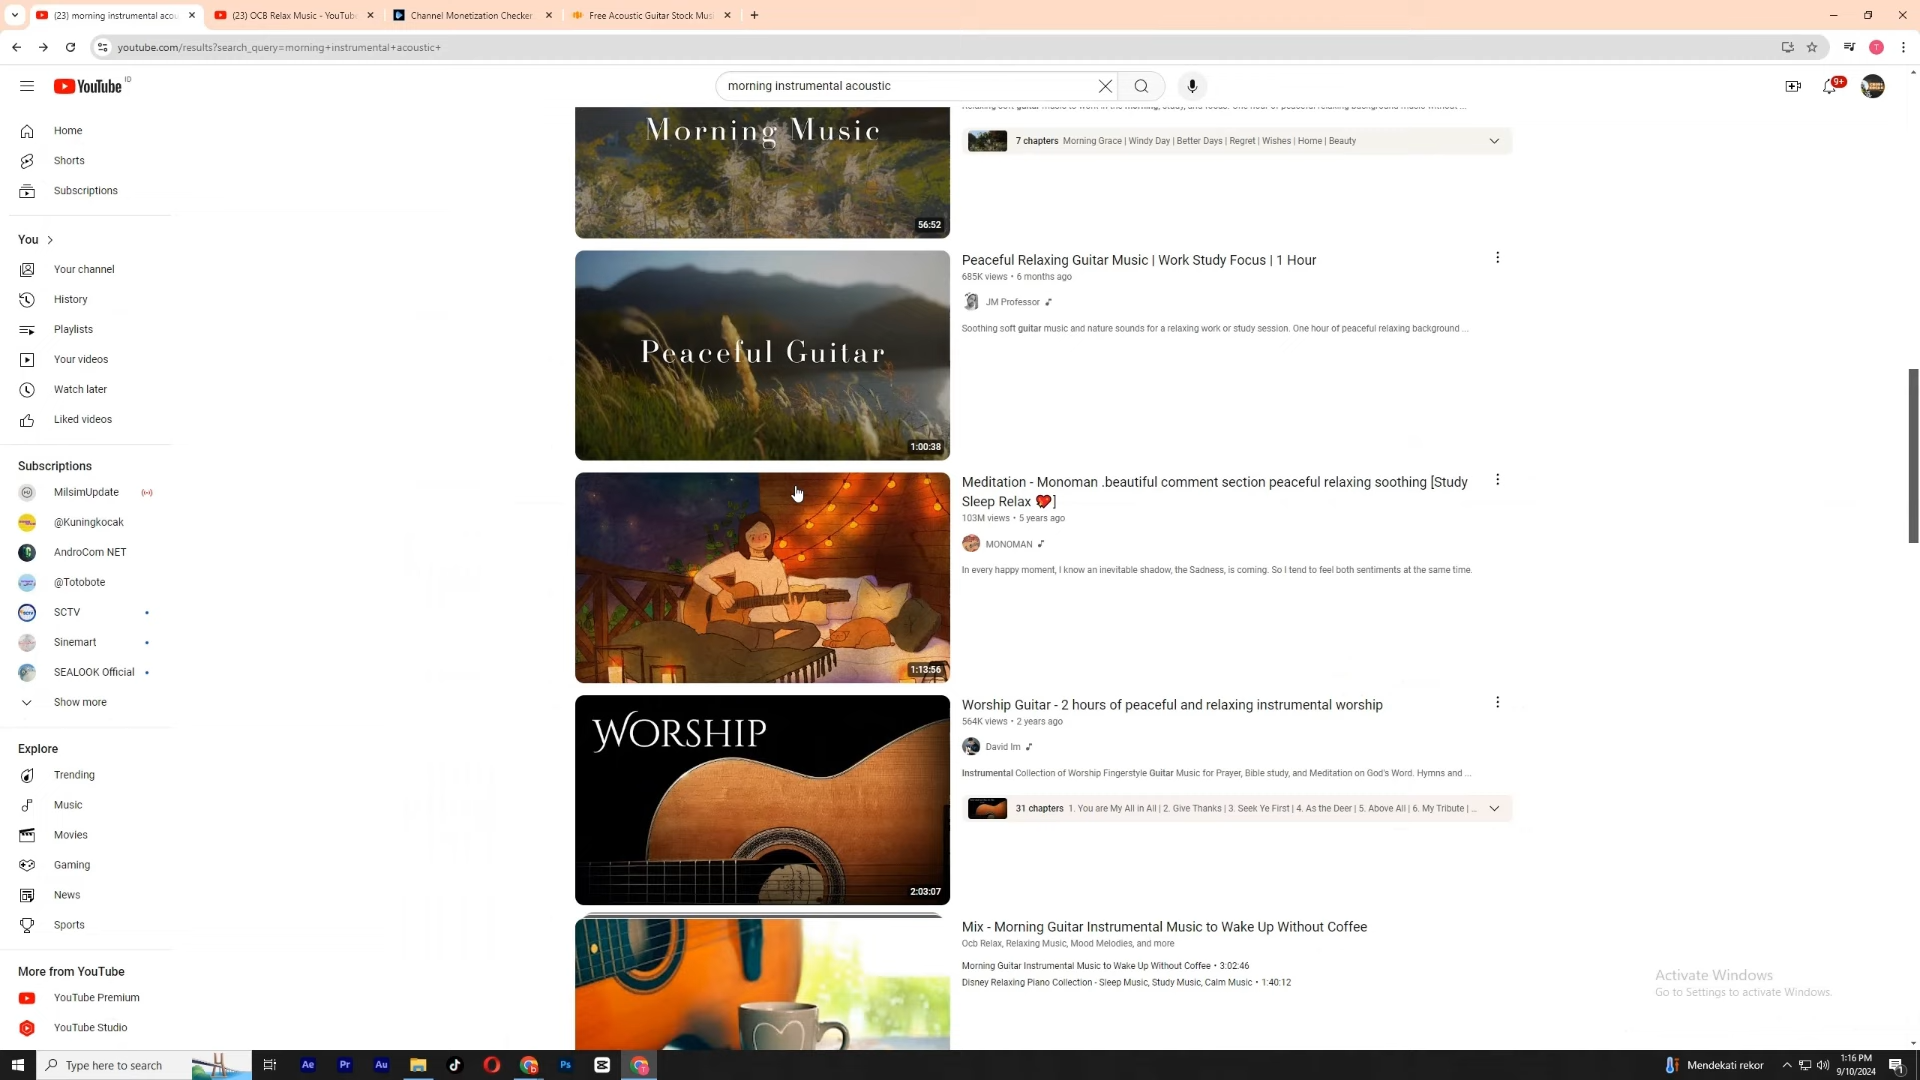 (23) morning instrumental acou
(23) OCB Relax Music - YouTube
Channel Monetization Checker
Free Acoustic Guitar Stock Mus
youtube.com/results?search_query=morning+instrumental+acoustic+
YouTube ID
morning instrumental acoustic
9+
Home
Shorts
Subscriptions
You
Your channel
History
Playlists
Your videos
Watch later
Liked videos
Subscriptions
MilsimUpdate
@Kuningkocak
AndroCom NET
@Totobote
SCTV
Sinemart
SEALOOK Official
Show more
Explore
Trending
Music
Movies
Gaming
News
Sports
More from YouTube
YouTube Premium
YouTube Studio
Morning Music
56:52
7 chapters Morning Grace | Windy Day | Better Days | Regret | Wishes | Home | Beauty
Peaceful Guitar
1:00:38
Peaceful Relaxing Guitar Music | Work Study Focus | 1 Hour
685K views • 6 months ago
JM Professor
Soothing soft guitar music and nature sounds for a relaxing work or study session. One hour of peaceful relaxing background ...
1:13:56
Meditation - Monoman .beautiful comment section peaceful relaxing soothing [Study
Sleep Relax 💖]
103M views • 5 years ago
MONOMAN
In every happy moment, I know an inevitable shadow, the Sadness, is coming. So I tend to feel both sentiments at the same time.
WORSHIP
2:03:07
Worship Guitar - 2 hours of peaceful and relaxing instrumental worship
564K views • 2 years ago
David Im
Instrumental Collection of Worship Fingerstyle Guitar Music for Prayer, Bible study, and Meditation on God's Word. Hymns and ...
31 chapters 1. You are My All in All | 2. Give Thanks | 3. Seek Ye First | 4. As the Deer | 5. Above All | 6. My Tribute | ...
Mix - Morning Guitar Instrumental Music to Wake Up Without Coffee
Ocb Relax, Relaxing Music, Mood Melodies, and more
Morning Guitar Instrumental Music to Wake Up Without Coffee • 3:02:46
Disney Relaxing Piano Collection - Sleep Music, Study Music, Calm Music • 1:40:12
Activate Windows
Go to Settings to activate Windows.
Type here to search
Ae
Pr
Au
Ps
Mendekati rekor
1:16 PM
9/10/2024